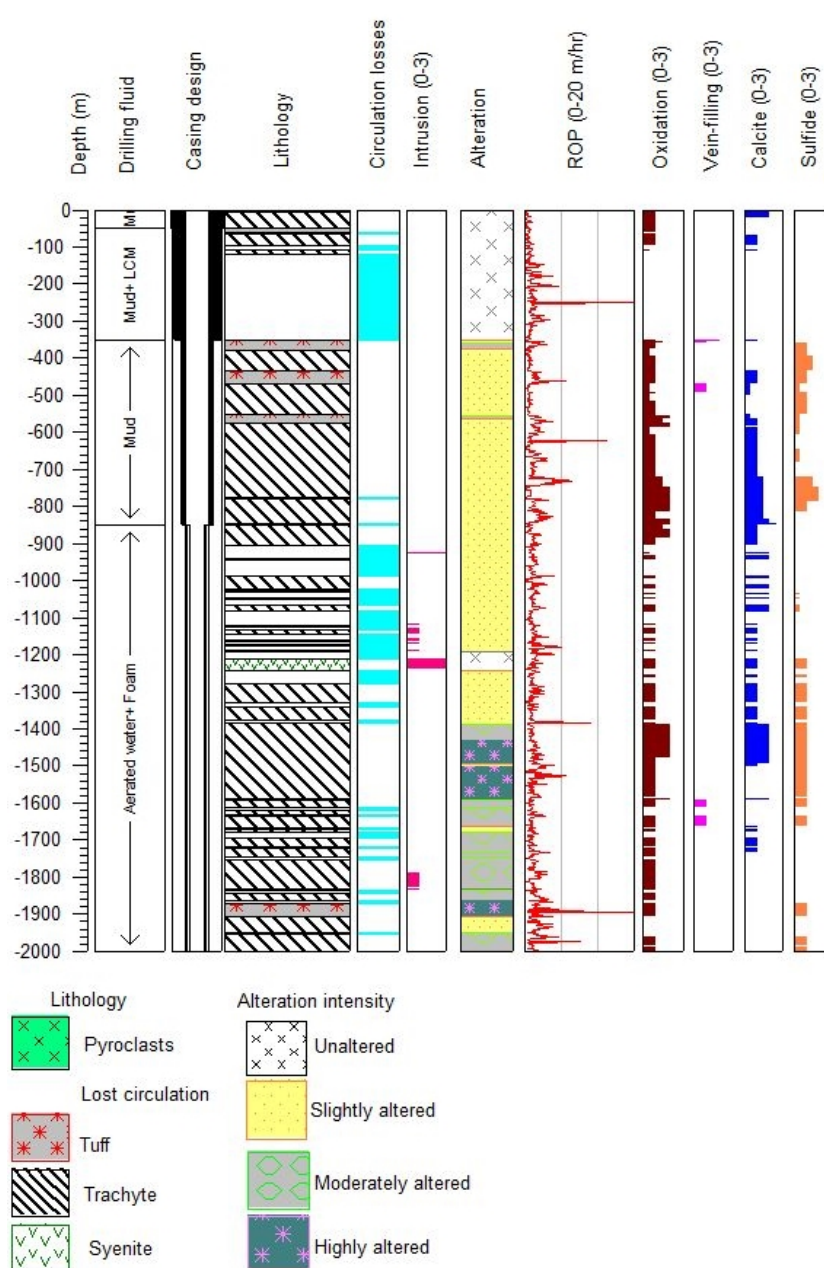 Depth (m)
Drilling fluid
Casing design
Lithology
Circulation losses
Intrusion (0-3)
Alteration
ROP (0-20 m/hr)
Oxidation (0-3)
Vein-filling (0-3)
Calcite (0-3)
Sulfide (0-3)
0
-100
-200
-300
-400
-500
-600
-700
-800
-900
-1000
-1100
-1200
-1300
-1400
-1500
-1600
-1700
-1800
-1900
-2000
Mud+ LCM
Mud
Aerated water+ Foam
Lithology
Pyroclasts
Lost circulation
Tuff
Trachyte
Syenite
Alteration intensity
Unaltered
Slightly altered
Moderately altered
Highly altered